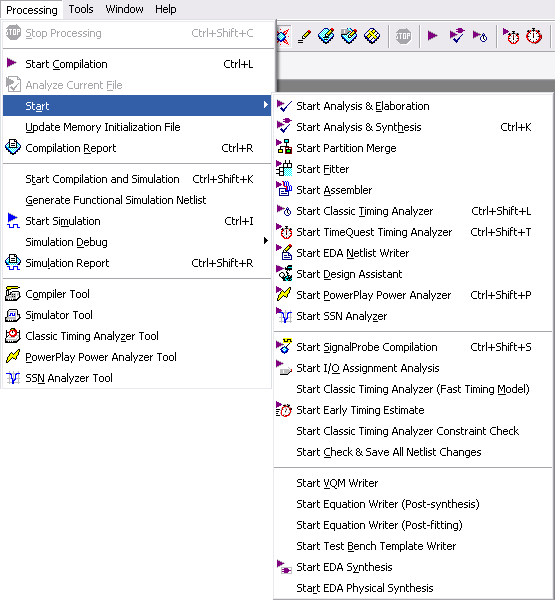 Processing Tools Window Help
Stop Processing Ctrl+Shift+C
STOP
Start Compilation Ctrl+L
Analyze Current File
Start
Update Memory Initialization File
Compilation Report Ctrl+R
Start Compilation and Simulation Ctrl+Shift+K
Generate Functional Simulation Netlist
Start Simulation Ctrl+I
Simulation Debug
Simulation Report Ctrl+Shift+R
Compiler Tool
Simulator Tool
Classic Timing Analyzer Tool
PowerPlay Power Analyzer Tool
SSN Analyzer Tool
Start Analysis & Elaboration
Start Analysis & Synthesis Ctrl+K
Start Partition Merge
Start Fitter
Start Assembler
Start Classic Timing Analyzer Ctrl+Shift+L
Start TimeQuest Timing Analyzer Ctrl+Shift+T
Start EDA Netlist Writer
Start Design Assistant
Start PowerPlay Power Analyzer Ctrl+Shift+P
Start SSN Analyzer
Start SignalProbe Compilation Ctrl+Shift+S
Start I/O Assignment Analysis
Start Classic Timing Analyzer (Fast Timing Model)
Start Early Timing Estimate
Start Classic Timing Analyzer Constraint Check
Start Check & Save All Netlist Changes
Start VQM Writer
Start Equation Writer (Post-synthesis)
Start Equation Writer (Post-fitting)
Start Test Bench Template Writer
Start EDA Synthesis
Start EDA Physical Synthesis